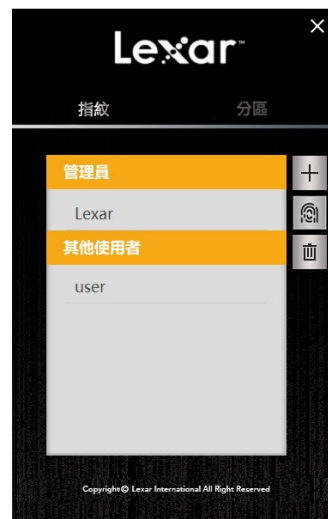 Lexar™
指紋 分區
管理員
Lexar
其他使用者
user
Copyright© Lexar International All Right Reserved